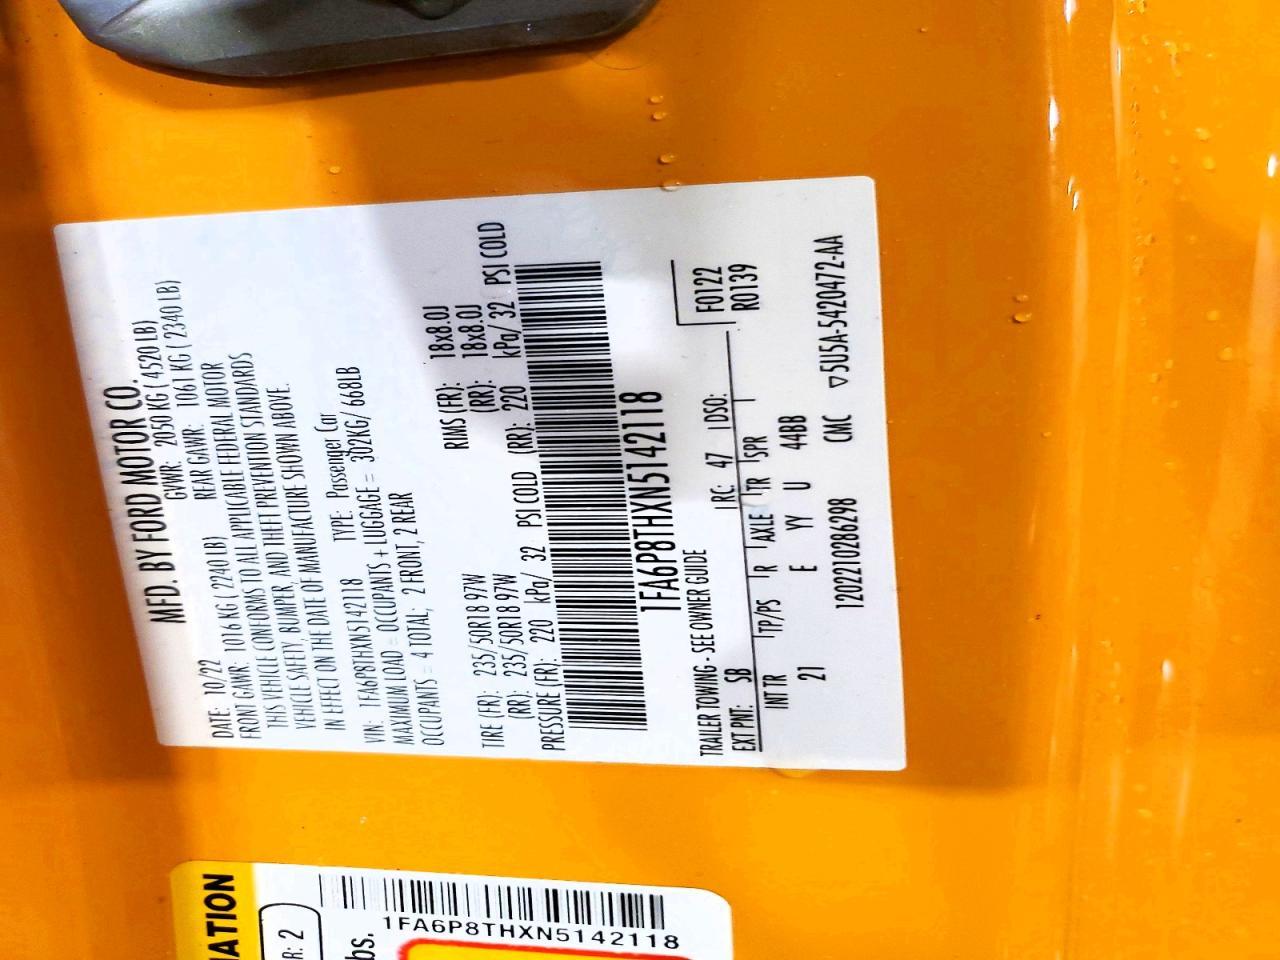 MFD. BY FORD MOTOR CO.
DATE: 10/22 GVWR: 2050 KG ( 4520 LB)
FRONT GAWR: 1016 KG ( 2240 LB) REAR GAWR: 1061 KG ( 2340 LB)
THIS VEHICLE CONFORMS TO ALL APPLICABLE FEDERAL MOTOR
VEHICLE SAFETY, BUMPER, AND THEFT PREVENTION STANDARDS
IN EFFECT ON THE DATE OF MANUFACTURE SHOWN ABOVE.
VIN: 1FA6P8THXN5142118 TYPE: Passenger Car
MAXIMUM LOAD = OCCUPANTS + LUGGAGE = 302KG/ 668LB
OCCUPANTS = 4 TOTAL; 2 FRONT, 2 REAR
TIRE (FR): 235/50R18 97W RIMS (FR): 18x8.0J
(RR): 235/50R18 97W (RR): 18x8.0J
PRESSURE (FR): 220 kPa/ 32 PSI COLD (RR): 220 kPa/ 32 PSI COLD
1FA6P8THXN5142118
TRAILER TOWING - SEE OWNER GUIDE F0122
EXT PNT: SB RC: 47 DSO: R0139
INT TR TP/PS R AXLE TR SPR
21 E YY U 44BB
120221028629B CMC ▽5U5A-5420472-AA
MATION
R: 2
bs.
1FA6P8THXN5142118